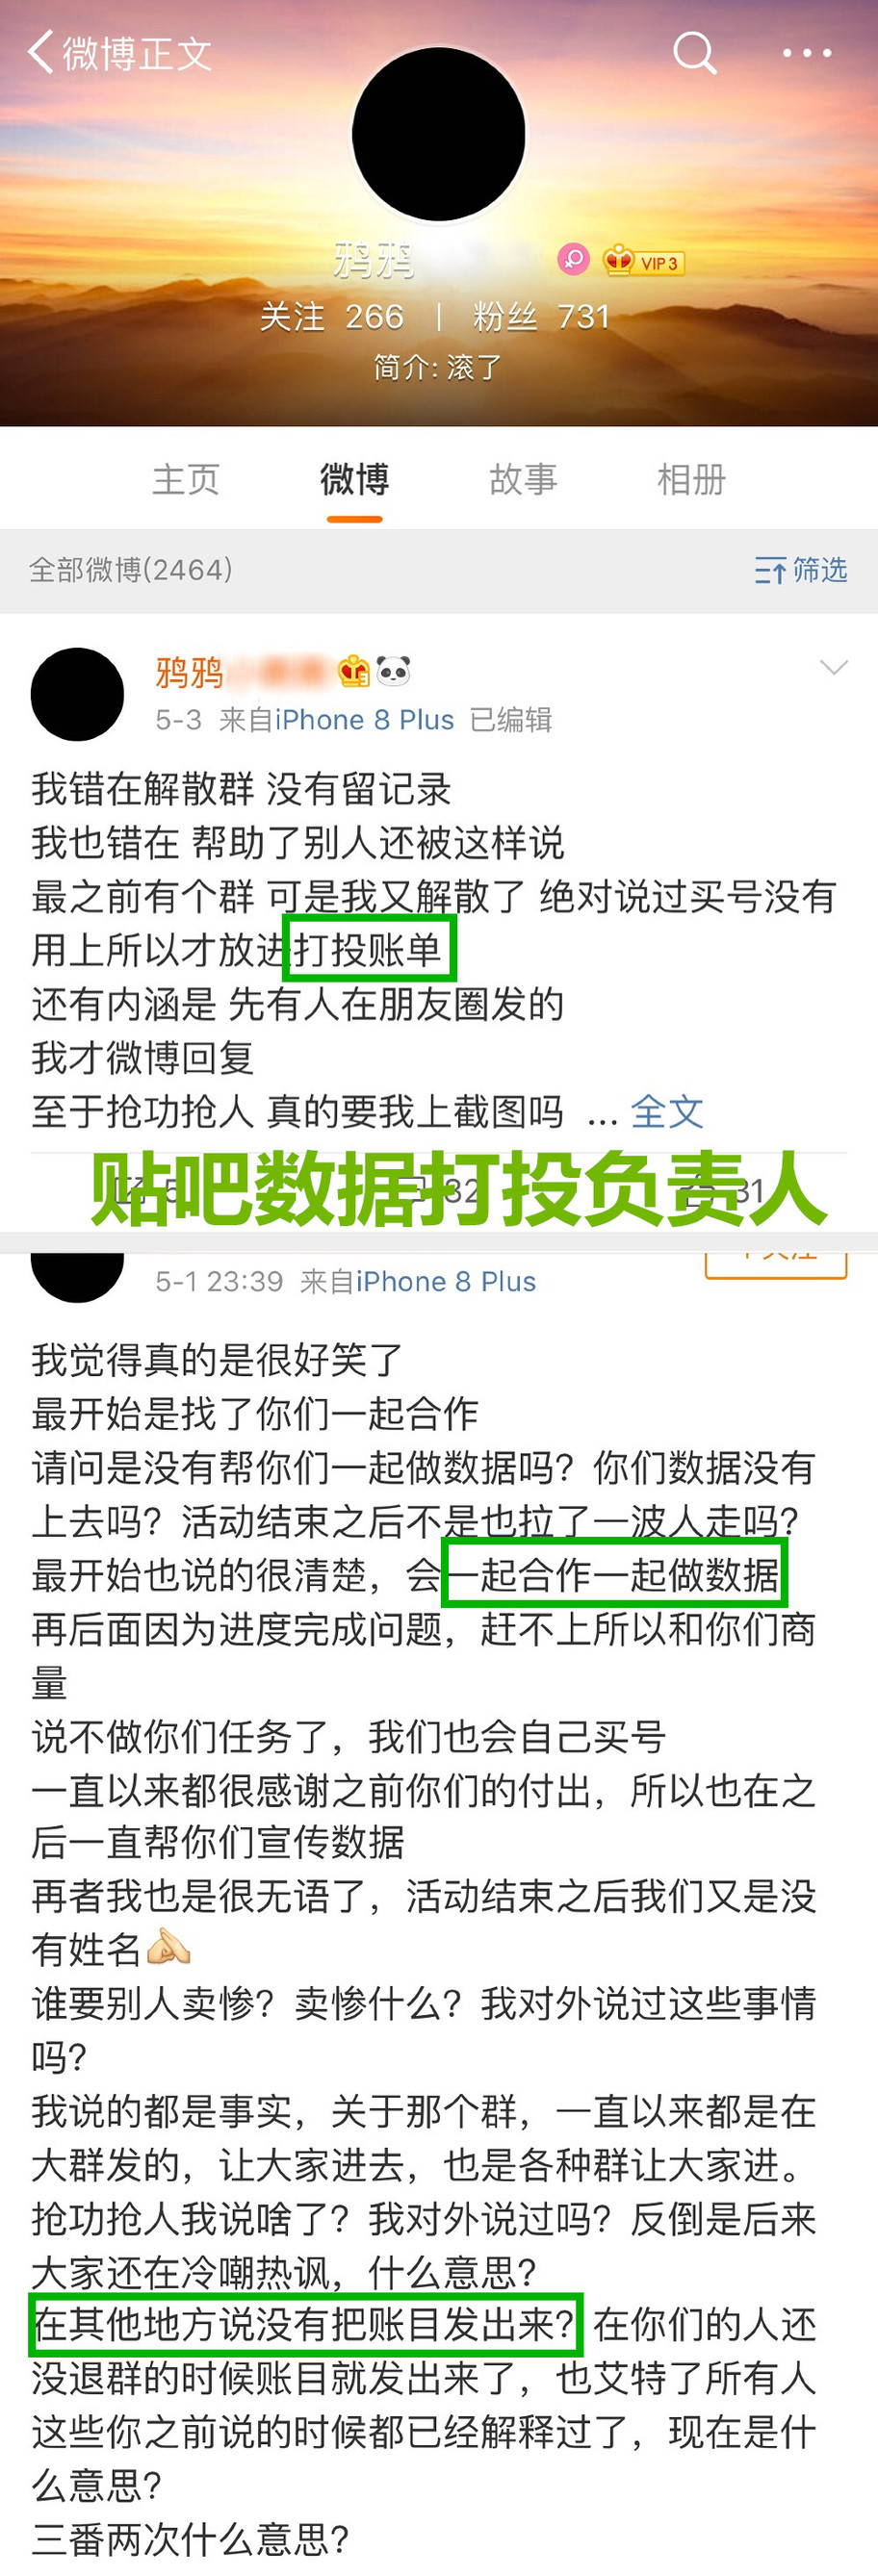 微博正文
鸦鸦
VIP 3
关注 266 | 粉丝 731
简介: 滚了
主页 微博 故事 相册
全部微博(2464) 筛选
鸦鸦
5-3 来自iPhone 8 Plus 已编辑
我错在解散群 没有留记录
我也错在 帮助了别人还被这样说
最之前有个群 可是我又解散了 绝对说过买号没有
用上所以才放进打投账单
还有内涵是 先有人在朋友圈发的
我才微博回复
至于抢功抢人 真的要我上截图吗 ... 全文
贴吧数据打投负责人
5-1 23:39 来自iPhone 8 Plus
我觉得真的是很好笑了
最开始是找了你们一起合作
请问是没有帮你们一起做数据吗？你们数据没有
上去吗？活动结束之后不是也拉了一波人走吗？
最开始也说的很清楚，会一起合作一起做数据
再后面因为进度完成问题，赶不上所以和你们商
量
说不做你们任务了，我们也会自己买号
一直以来都很感谢之前你们的付出，所以也在之
后一直帮你们宣传数据
再者我也是很无语了，活动结束之后我们又是没
有姓名
谁要别人卖惨？卖惨什么？我对外说过这些事情
吗？
我说的都是事实，关于那个群，一直以来都是在
大群发的，让大家进去，也是各种群让大家进。
抢功抢人我说啥了？我对外说过吗？反倒是后来
大家还在冷嘲热讽，什么意思？
在其他地方说没有把账目发出来？在你们的人还
没退群的时候账目就发出来了，也艾特了所有人
这些你之前说的时候都已经解释过了，现在是什
么意思？
三番两次什么意思？